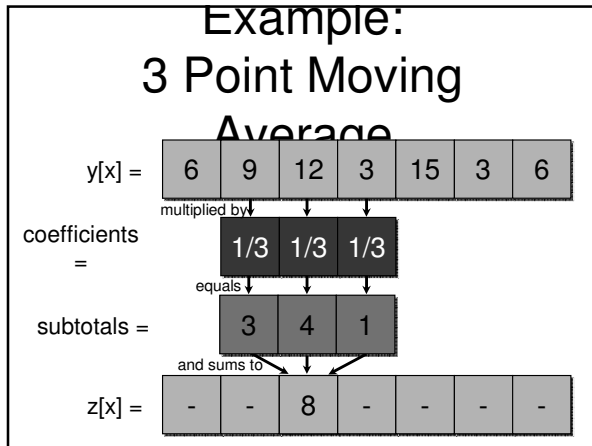 Example:
3 Point Moving
Average
y[x] = 6 9 12 3 15 3 6
multiplied by
coefficients
= 1/3 1/3 1/3
equals
subtotals = 3 4 1
and sums to
z[x] = - - 8 - - - -